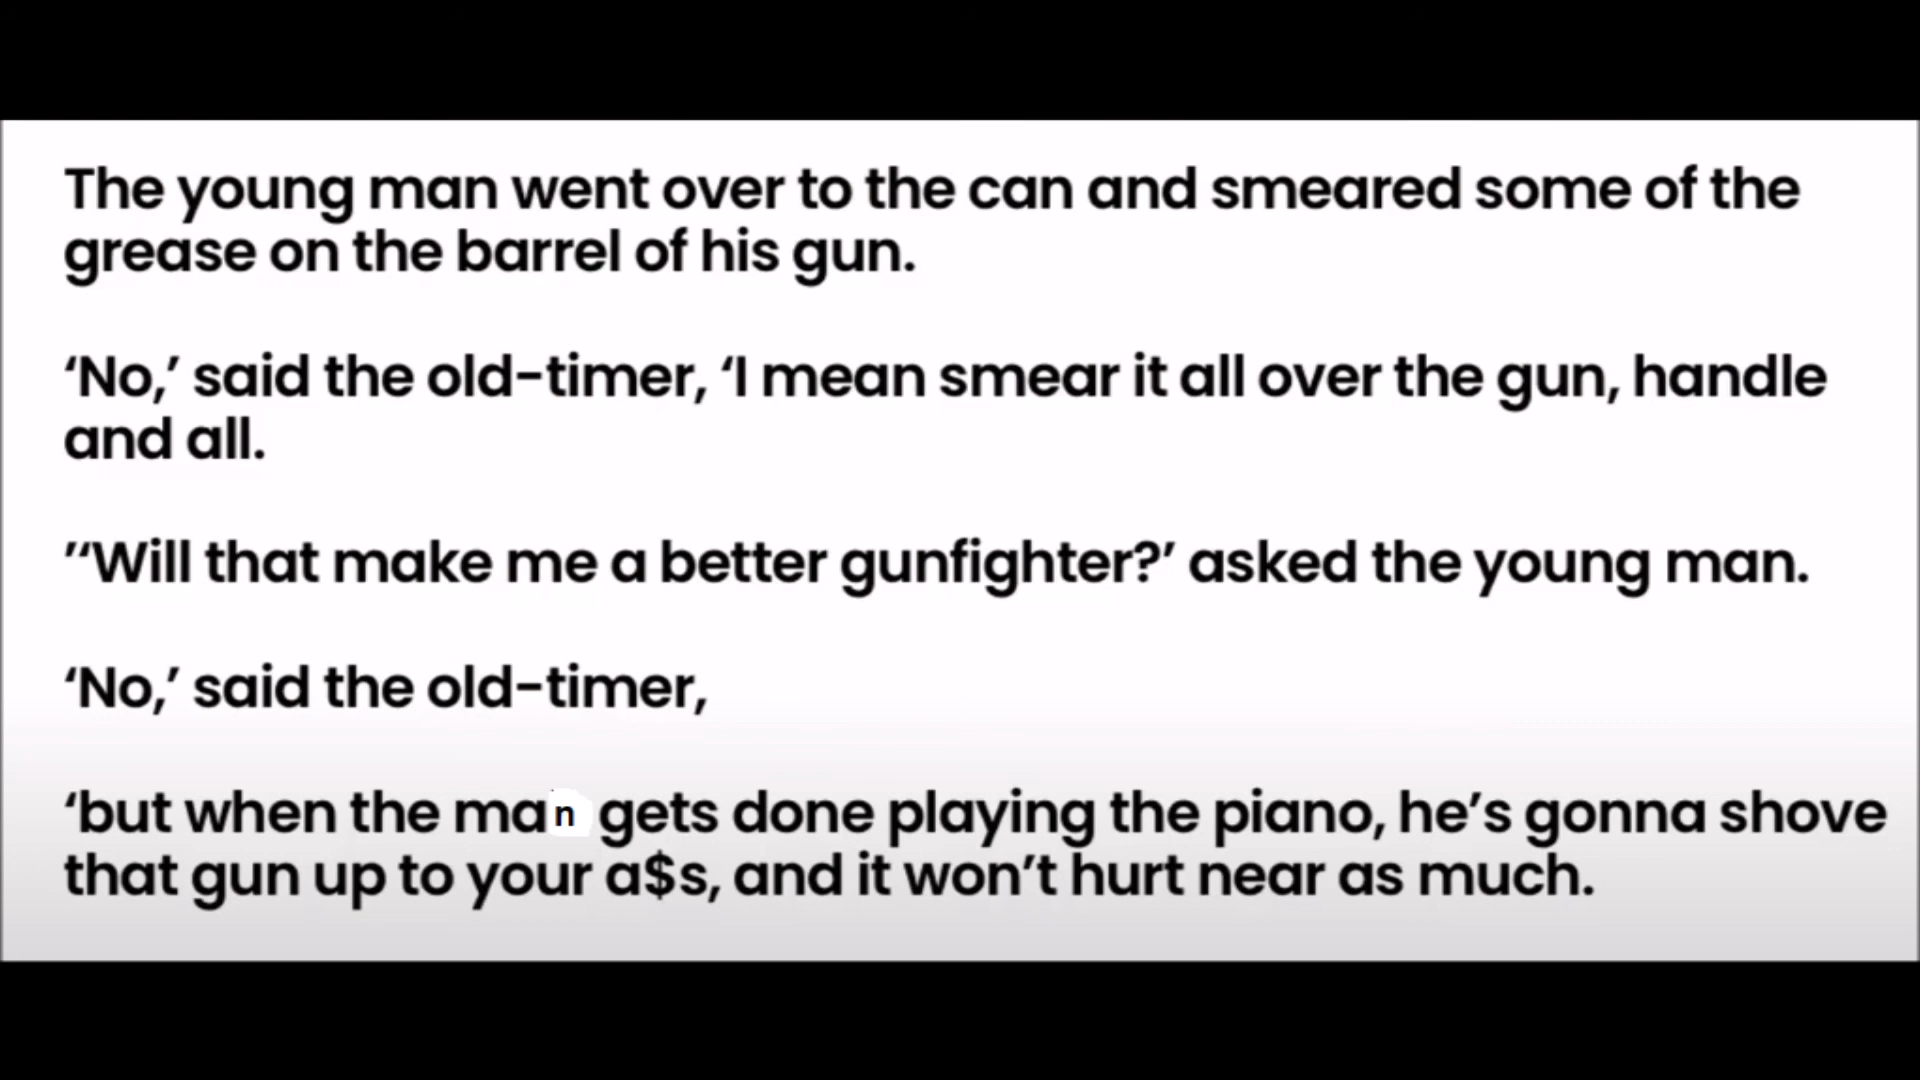 The young man went over to the can and smeared some of the
grease on the barrel of his gun.
‘No,’ said the old-timer, ‘I mean smear it all over the gun, handle
and all.
’‘Will that make me a better gunfighter?’ asked the young man.
‘No,’ said the old-timer,
‘but when the man gets done playing the piano, he’s gonna shove
that gun up to your a$s, and it won’t hurt near as much.